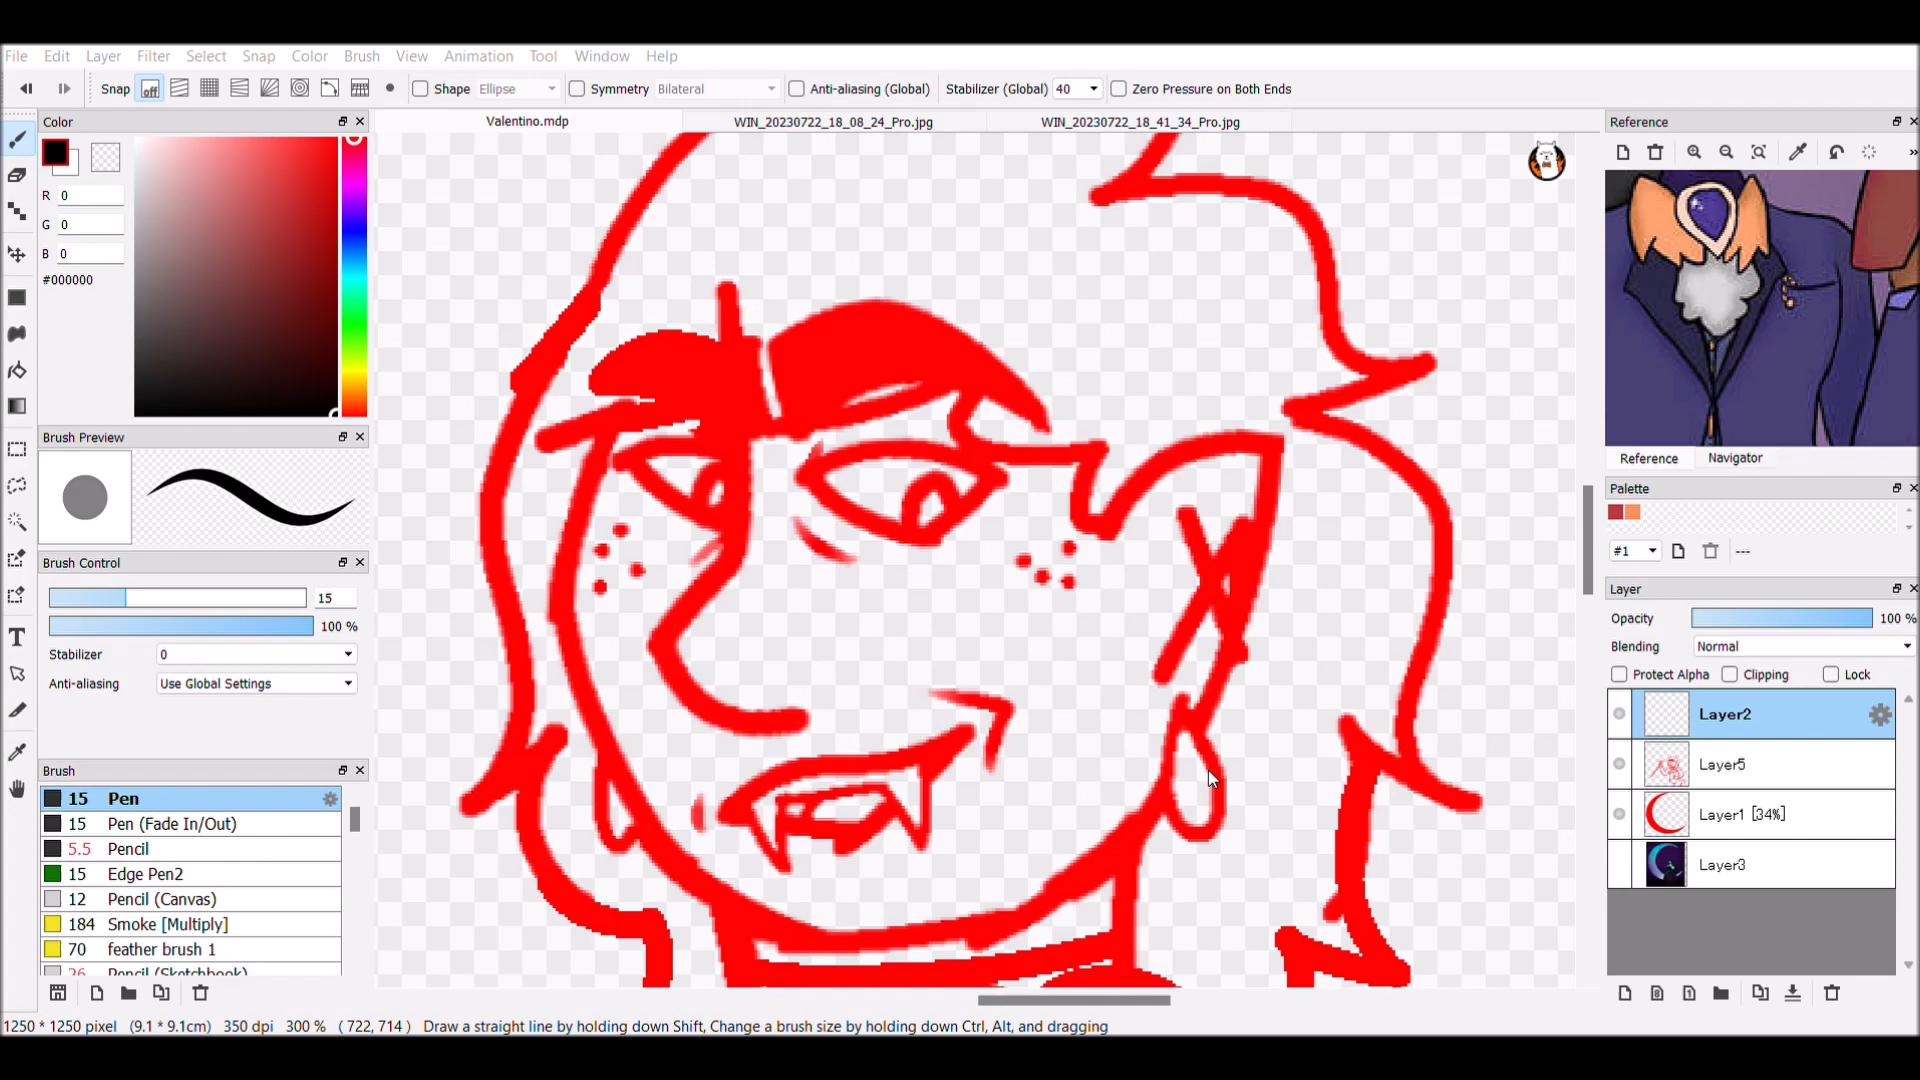 File Edit Layer Filter Select Snap Color Brush View Animation Tool Window Help
Snap off Shape Ellipse Symmetry Bilateral Anti-aliasing (Global) Stabilizer (Global) 40 Zero Pressure on Both Ends
Color
Valentino.mdp WIN_20230722_18_08_24_Pro.jpg WIN_20230722_18_41_34_Pro.jpg
Reference
R 0
G 0
B 0
#000000
Brush Preview
Reference Navigator
Palette
#1 ---
Brush Control
15
100 %
Stabilizer 0
Anti-aliasing Use Global Settings
Layer
Opacity 100 %
Blending Normal
Protect Alpha Clipping Lock
Layer2
Layer5
Layer1 [34%]
Layer3
Brush
15 Pen
15 Pen (Fade In/Out)
5.5 Pencil
15 Edge Pen2
12 Pencil (Canvas)
184 Smoke [Multiply]
70 feather brush 1
26 Pencil (Sketchbook)
T
1250 * 1250 pixel (9.1 * 9.1cm) 350 dpi 300 % ( 722, 714 ) Draw a straight line by holding down Shift, Change a brush size by holding down Ctrl, Alt, and dragging